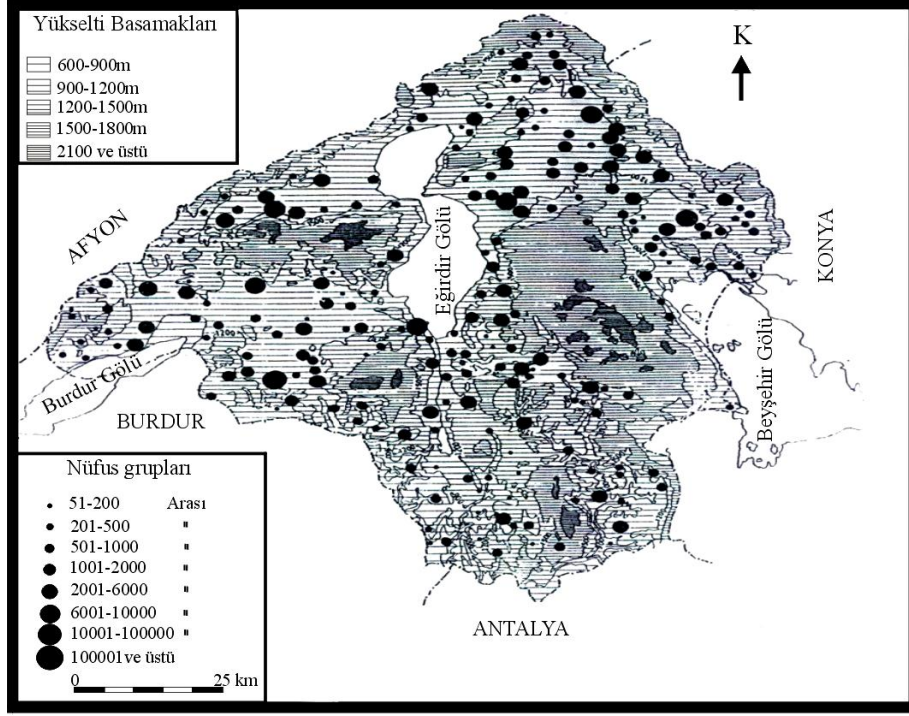 Yükselti Basamakları
600-900m
900-1200m
1200-1500m
1500-1800m
2100 ve üstü
K
AFYON
KONYA
Eğirdir Gölü
Beyşehir Gölü
Burdur Gölü
BURDUR
ANTALYA
Nüfus grupları
51-200 Arası
201-500 "
501-1000 "
1001-2000 "
2001-6000 "
6001-10000 "
10001-100000 "
100001ve üstü
0 25 km